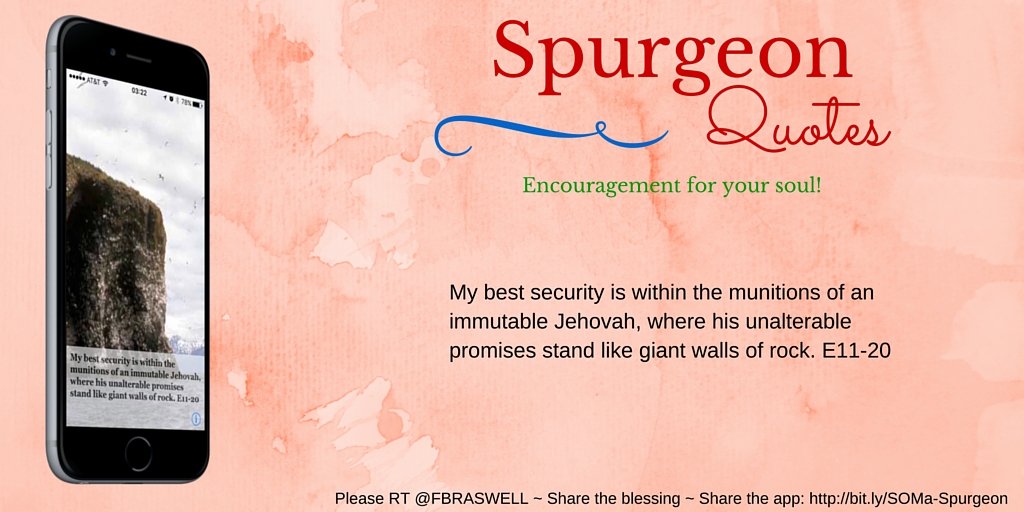 Spurgeon
Quotes
Encouragement for your soul!
My best security is within the munitions of an
immutable Jehovah, where his unalterable
promises stand like giant walls of rock. E11-20
AT&T
03:22
78%
My best security is within the
munitions of an immutable Jehovah,
where his unalterable promises
stand like giant walls of rock. E11-20
Please RT @FBRASWELL ~ Share the blessing ~ Share the app: http://bit.ly/SOMa-Spurgeon